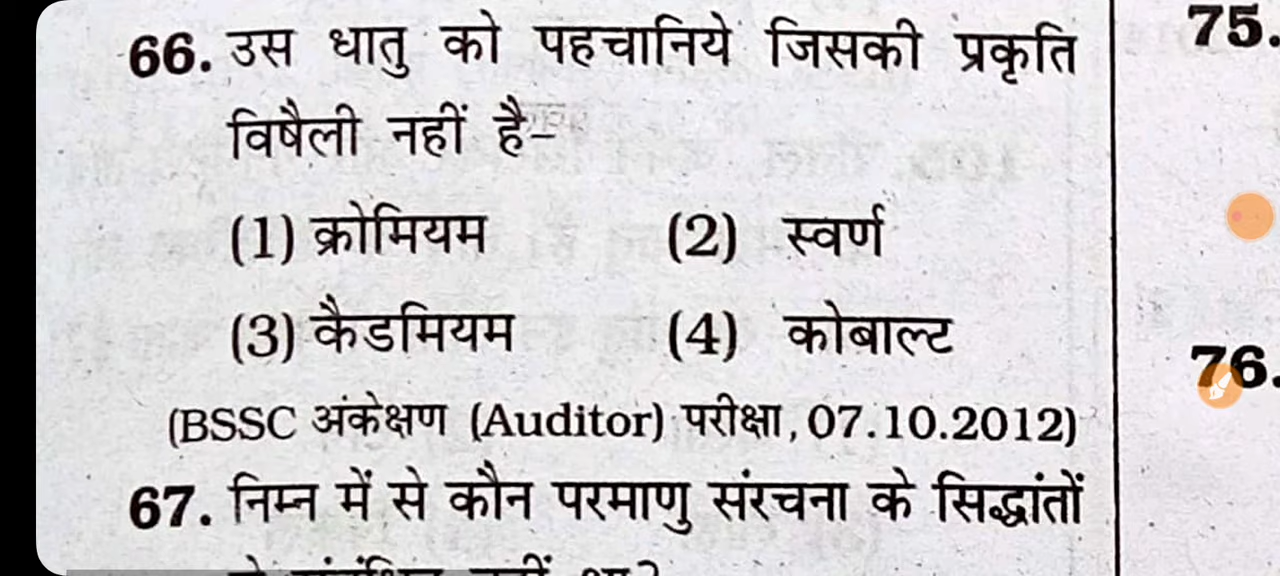 66. उस धातु को पहचानिये जिसकी प्रकृति
विषैली नहीं है–
(1) क्रोमियम (2) स्वर्ण
(3) कैडमियम (4) कोबाल्ट
(BSSC अंकेक्षण (Auditor) परीक्षा, 07.10.2012)
67. निम्न में से कौन परमाणु संरचना के सिद्धांतों
75.
76.